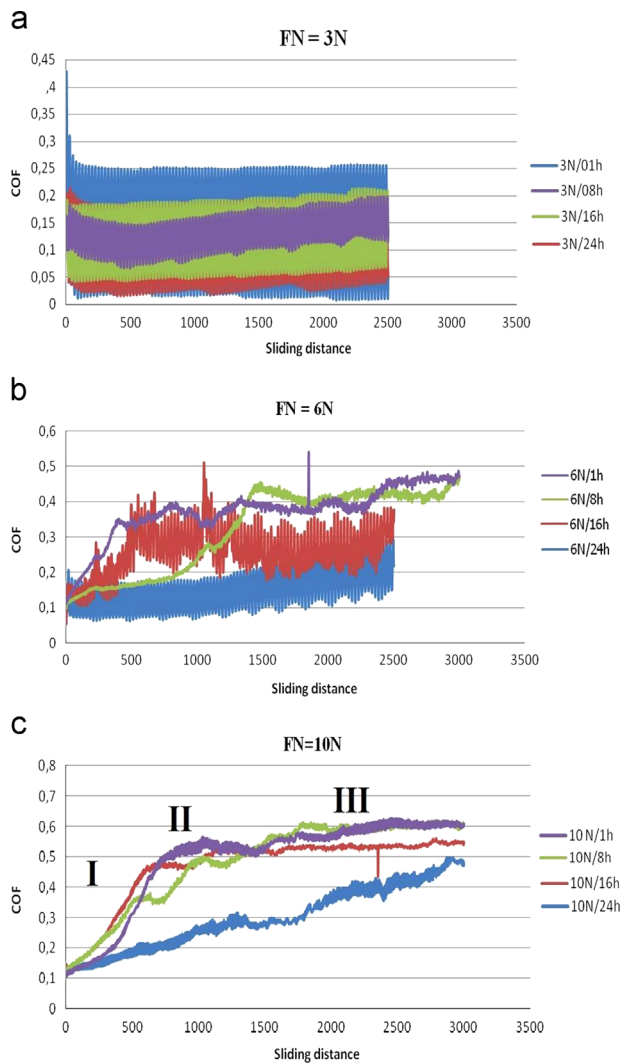 a
FN = 3N
0,45
,4
0,35
0,3
0,25
0,2
0,15
0,1
0,05
0
COF
0 500 1000 1500 2000 2500 3000 3500
Sliding distance
3N/01h
3N/08h
3N/16h
3N/24h
b
FN = 6N
0,6
0,5
0,4
0,3
0,2
0,1
0
COF
0 500 1000 1500 2000 2500 3000 3500
Sliding distance
6N/1h
6N/8h
6N/16h
6N/24h
c
FN=10N
0,8
0,7
0,6
0,5
0,4
0,3
0,2
0,1
0
COF
I
II
III
0 500 1000 1500 2000 2500 3000 3500
Sliding distance
10 N/1h
10N/8h
10N/16h
10N/24h